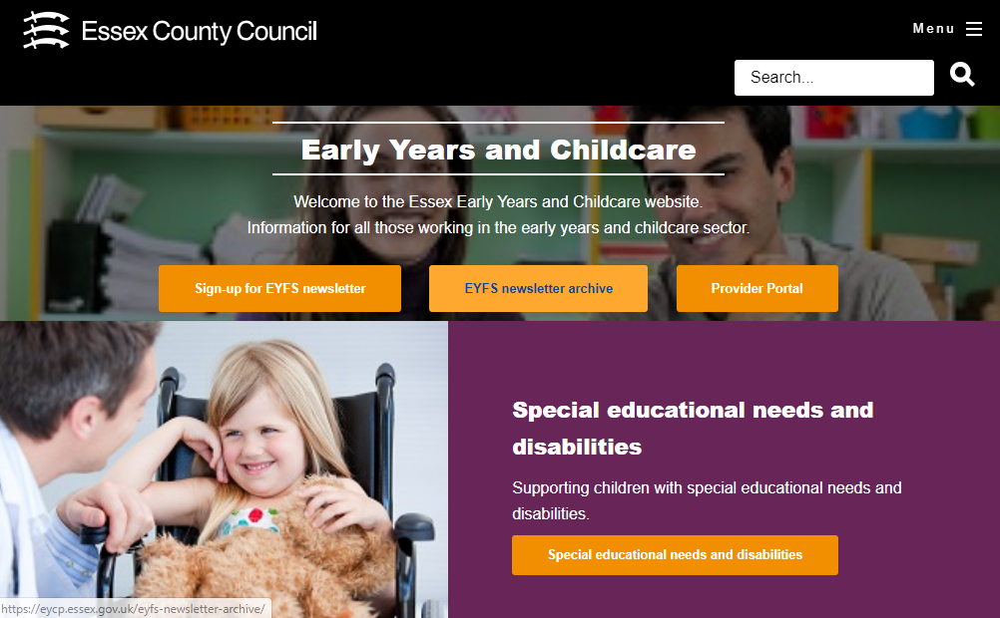 Essex County Council
Menu
Search...
Early Years and Childcare
Welcome to the Essex Early Years and Childcare website.
Information for all those working in the early years and childcare sector.
Sign-up for EYFS newsletter
EYFS newsletter archive
Provider Portal
Special educational needs and
disabilities
Supporting children with special educational needs and
disabilities.
Special educational needs and disabilities
https://eycp.essex.gov.uk/eyfs-newsletter-archive/